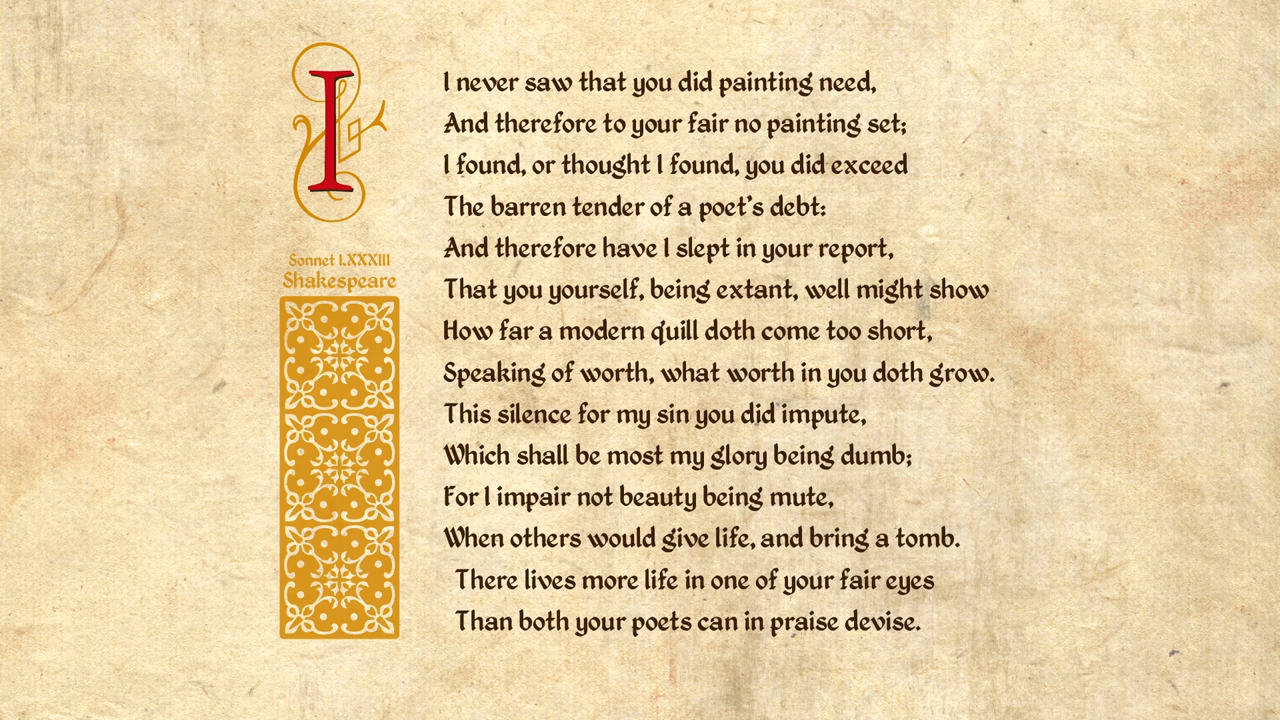 I
Sonnet LXXXIII
Shakespeare
I never saw that you did painting need,
And therefore to your fair no painting set;
I found, or thought I found, you did exceed
The barren tender of a poet's debt:
And therefore have I slept in your report,
That you yourself, being extant, well might show
How far a modern quill doth come too short,
Speaking of worth, what worth in you doth grow.
This silence for my sin you did impute,
Which shall be most my glory being dumb;
For I impair not beauty being mute,
When others would give life, and bring a tomb.
There lives more life in one of your fair eyes
Than both your poets can in praise devise.